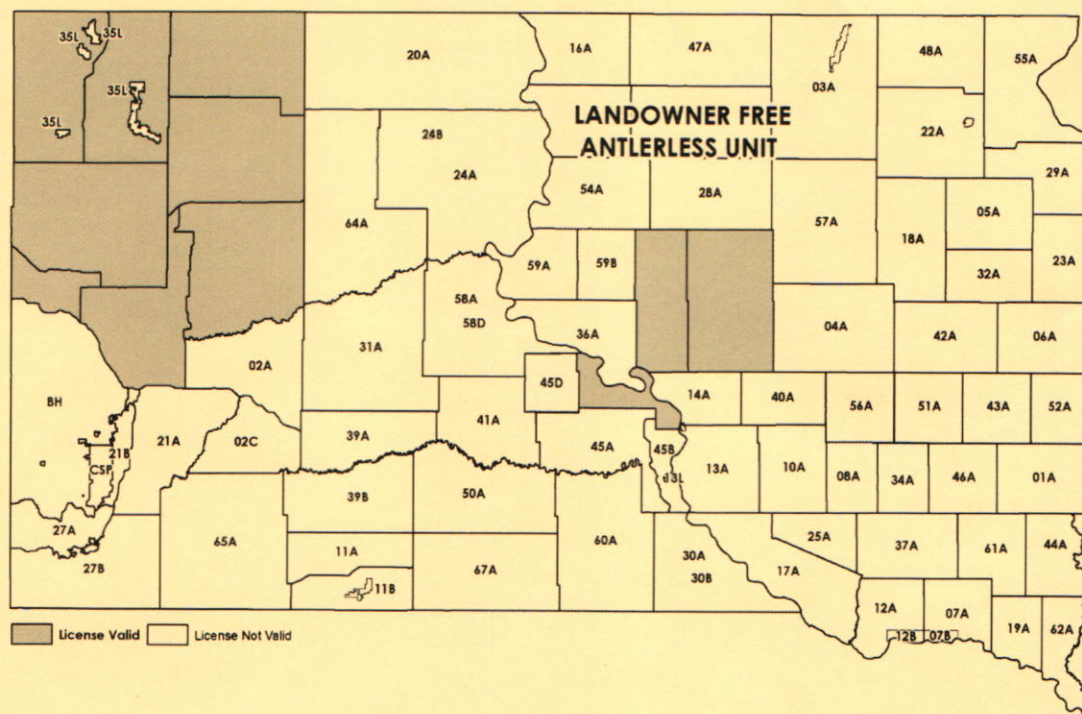 35L 35L
35L
35L
20A
16A
47A
03A
48A
55A
LANDOWNER FREE
ANTLERLESS UNIT
24B
24A
22A
54A
28A
29A
64A
57A
18A
05A
59A
59B
32A
23A
58A
58D
36A
04A
42A
06A
31A
02A
45D
14A
40A
56A
51A
43A
52A
BH
21A
02C
39A
41A
45A
45B
13L
13A
10A
08A
34A
46A
01A
CSP
21B
39B
50A
27A
27B
65A
11A
11B
67A
60A
30A
30B
25A
17A
37A
61A
44A
12A
07A
12B
07B
19A
62A
License Valid License Not Valid